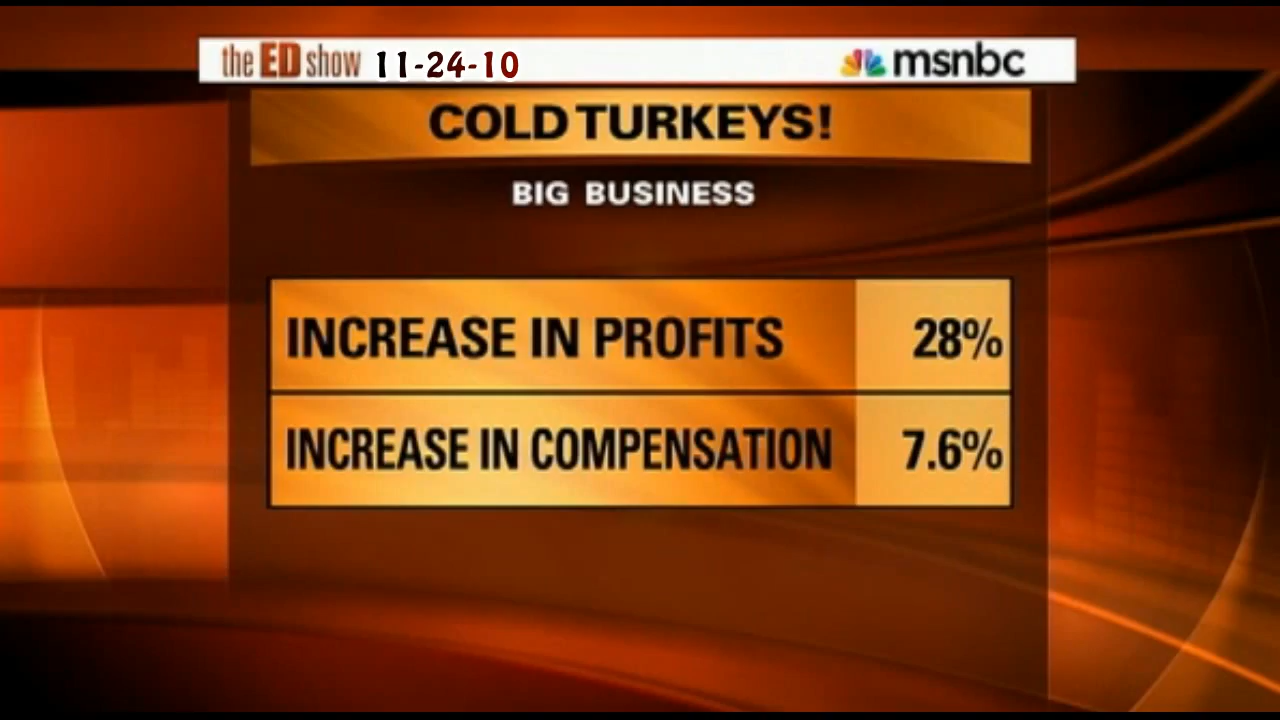 the ED show 11-24-10 msnbc
COLD TURKEYS!
BIG BUSINESS
INCREASE IN PROFITS 28%
INCREASE IN COMPENSATION 7.6%